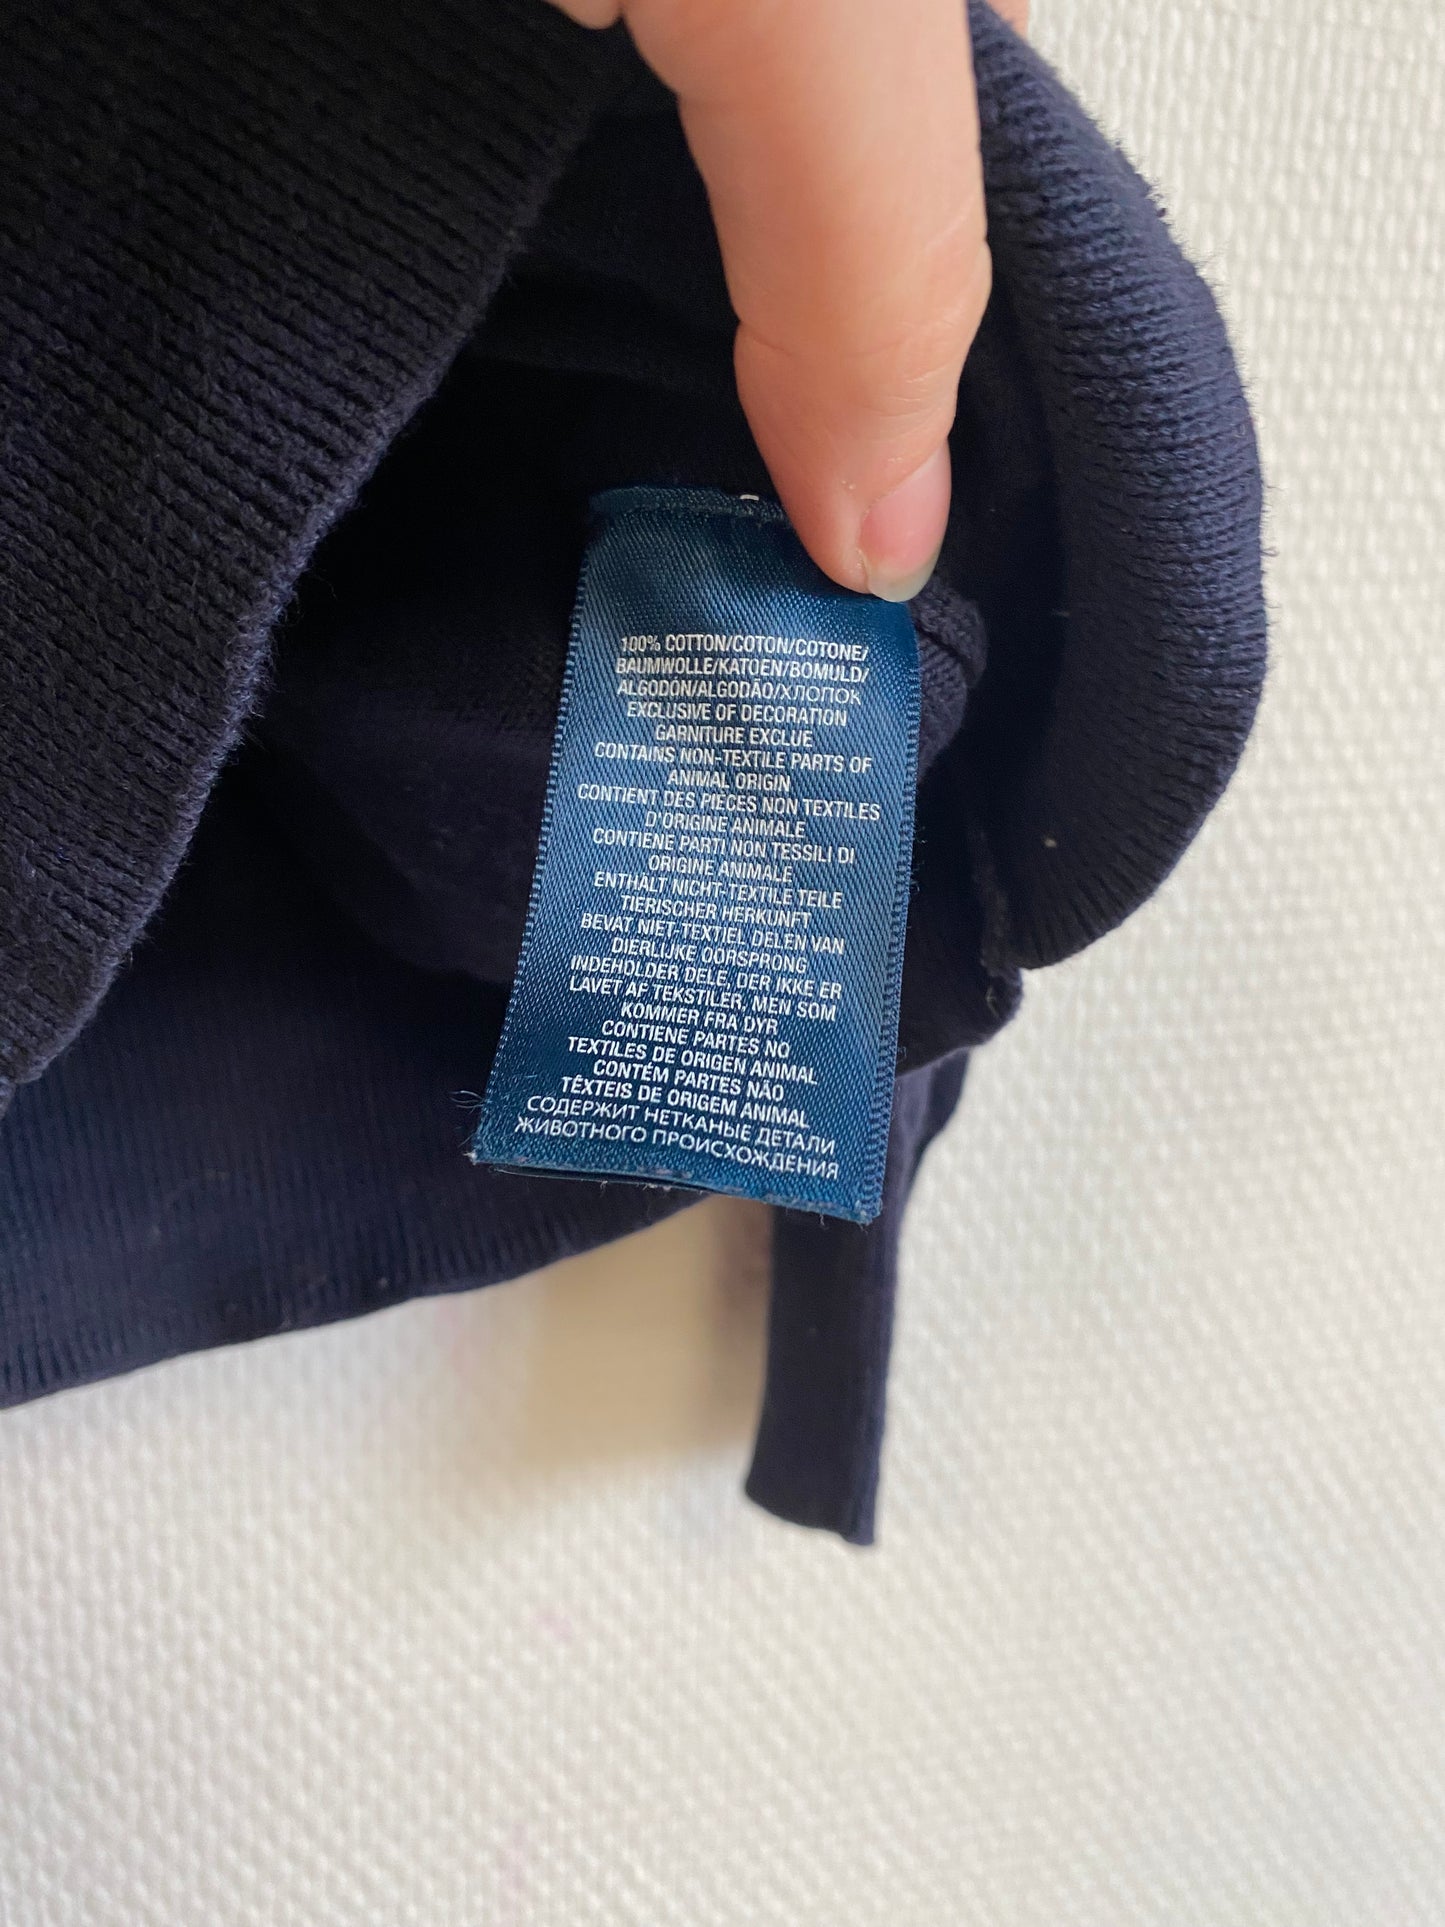 100% COTTON/COTON/COTONE/
BAUMWOLLE/KATOEN/BOMULD/
ALGODÓN/ALGODÃO/ХЛОПОК
EXCLUSIVE OF DECORATION
GARNITURE EXCLUE
CONTAINS NON-TEXTILE PARTS OF
ANIMAL ORIGIN
CONTIENT DES PIECES NON TEXTILES
D'ORIGINE ANIMALE
CONTIENE PARTI NON TESSILI DI
ORIGINE ANIMALE
ENTHALT NICHT-TEXTILE TEILE
TIERISCHER HERKUNFT
BEVAT NIET-TEXTIEL DELEN VAN
DIERLIJKE OORSPRONG
INDEHOLDER DELE, DER IKKE ER
LAVET AF TEKSTILER, MEN SOM
KOMMER FRA DYR
CONTIENE PARTES NO
TEXTILES DE ORIGEN ANIMAL
CONTÉM PARTES NÃO
TÊXTEIS DE ORIGEM ANIMAL
СОДЕРЖИТ НЕТКАНЫЕ ДЕТАЛИ
ЖИВОТНОГО ПРОИСХОЖДЕНИЯ